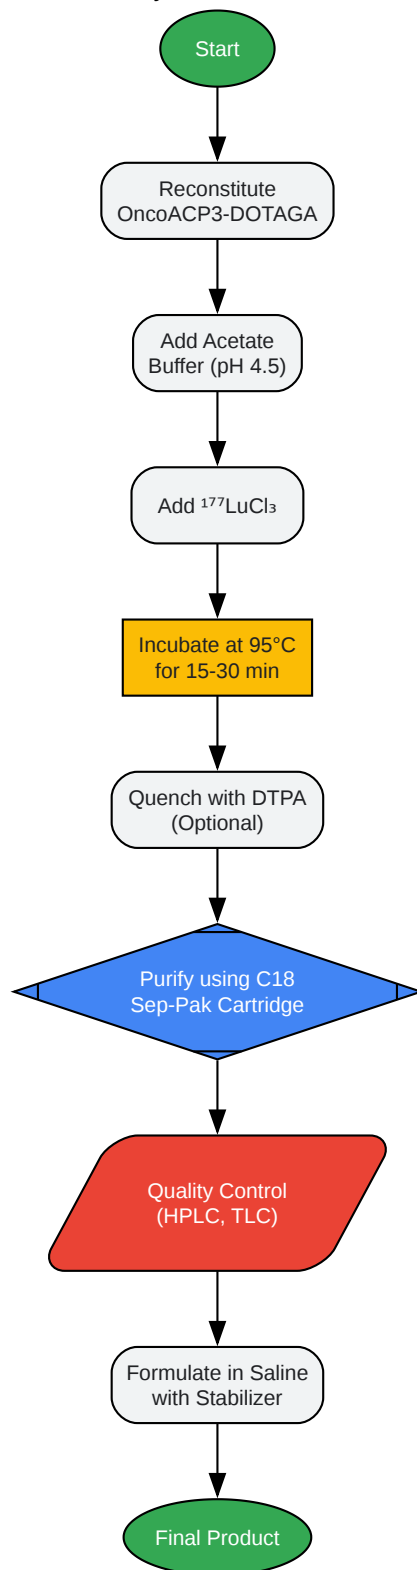 Start
Reconstitute
OncoACP3-DOTAGA
Add Acetate
Buffer (pH 4.5)
Add ¹⁷⁷LuCl₃
Incubate at 95°C
for 15-30 min
Quench with DTPA
(Optional)
Purify using C18
Sep-Pak Cartridge
Quality Control
(HPLC, TLC)
Formulate in Saline
with Stabilizer
Final Product